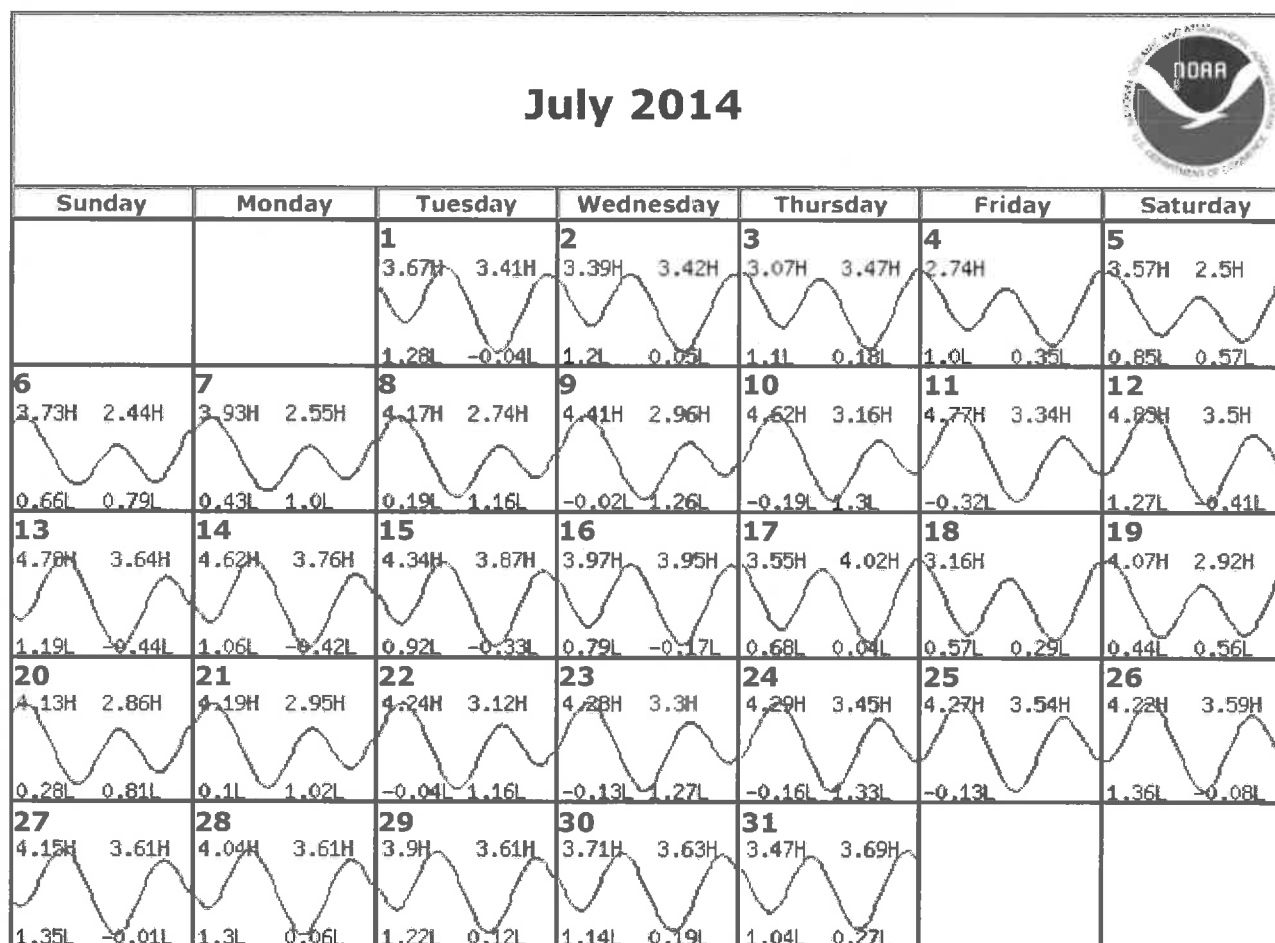 NOAA
July 2014
Sunday Monday Tuesday Wednesday Thursday Friday Saturday
1 2 3 4 5
3.67H 3.41H 3.39H 3.42H 3.07H 3.47H 2.74H 3.57H 2.5H
1.28L -0.04L 1.2L 0.05L 1.1L 0.18L 1.0L 0.35L 0.85L 0.57L
6 7 8 9 10 11 12
3.73H 2.44H 3.93H 2.55H 4.17H 2.74H 4.41H 2.96H 4.62H 3.16H 4.77H 3.34H 4.83H 3.5H
0.66L 0.79L 0.43L 1.0L 0.19L 1.16L -0.02L 1.26L -0.19L 1.3L -0.32L 1.27L -0.41L
13 14 15 16 17 18 19
4.78H 3.64H 4.62H 3.76H 4.34H 3.87H 3.97H 3.95H 3.55H 4.02H 3.16H 4.07H 2.92H
1.19L -0.44L 1.06L -0.42L 0.92L -0.33L 0.79L -0.17L 0.68L 0.04L 0.57L 0.29L 0.44L 0.56L
20 21 22 23 24 25 26
4.13H 2.86H 4.19H 2.95H 4.24H 3.12H 4.28H 3.3H 4.29H 3.45H 4.27H 3.54H 4.22H 3.59H
0.28L 0.81L 0.1L 1.02L -0.04L 1.16L -0.13L 1.27L -0.16L 1.33L -0.13L 1.36L -0.08L
27 28 29 30 31
4.15H 3.61H 4.04H 3.61H 3.9H 3.61H 3.71H 3.63H 3.47H 3.69H
1.35L -0.01L 1.3L 0.06L 1.22L 0.12L 1.14L 0.19L 1.04L 0.27L